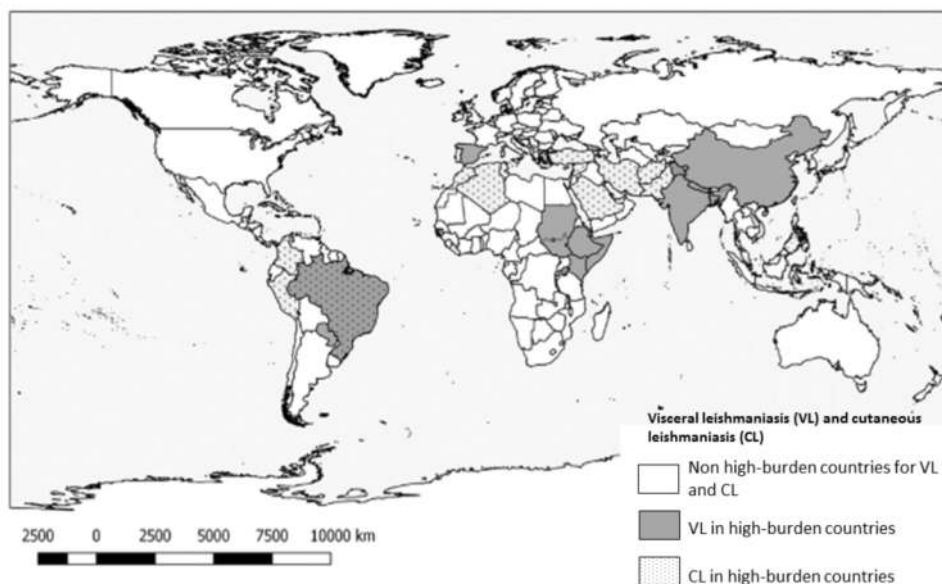 Visceral leishmaniasis (VL) and cutaneous
leishmaniasis (CL)
Non high-burden countries for VL
and CL
2500 0 2500 5000 7500 10000 km
VL in high-burden countries
CL in high-burden countries